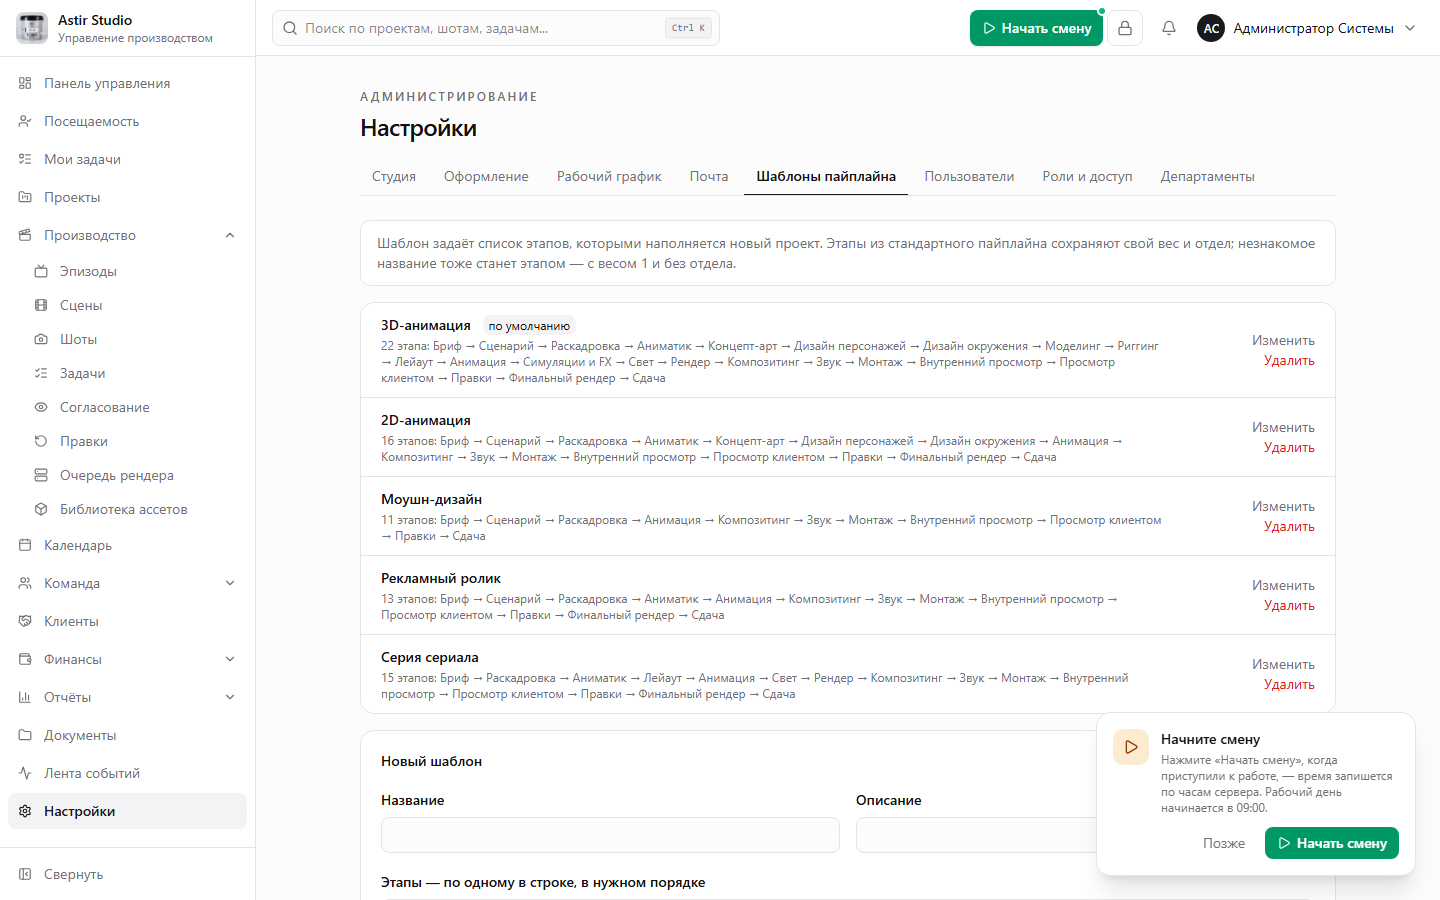 Astir Studio
Управление производством
Поиск по проектам, шотам, задачам...
Ctrl K
Начать смену
АС
Администратор Системы
Панель управления
Посещаемость
Мои задачи
Проекты
Производство
Эпизоды
Сцены
Шоты
Задачи
Согласование
Правки
Очередь рендера
Библиотека ассетов
Календарь
Команда
Клиенты
Финансы
Отчёты
Документы
Лента событий
Настройки
Свернуть
АДМИНИСТРИРОВАНИЕ
Настройки
Студия
Оформление
Рабочий график
Почта
Шаблоны пайплайна
Пользователи
Роли и доступ
Департаменты
Шаблон задаёт список этапов, которыми наполняется новый проект. Этапы из стандартного пайплайна сохраняют свой вес и отдел; незнакомое
название тоже станет этапом — с весом 1 и без отдела.
3D-анимация по умолчанию
22 этапа: Бриф → Сценарий → Раскадровка → Аниматик → Концепт-арт → Дизайн персонажей → Дизайн окружения → Моделинг → Риггинг
→ Лейаут → Анимация → Симуляции и FX → Свет → Рендер → Композитинг → Звук → Монтаж → Внутренний просмотр → Просмотр
клиентом → Правки → Финальный рендер → Сдача
Изменить
Удалить
2D-анимация
16 этапов: Бриф → Сценарий → Раскадровка → Аниматик → Концепт-арт → Дизайн персонажей → Дизайн окружения → Анимация →
Композитинг → Звук → Монтаж → Внутренний просмотр → Просмотр клиентом → Правки → Финальный рендер → Сдача
Изменить
Удалить
Моушн-дизайн
11 этапов: Бриф → Сценарий → Раскадровка → Анимация → Композитинг → Звук → Монтаж → Внутренний просмотр → Просмотр клиентом
→ Правки → Сдача
Изменить
Удалить
Рекламный ролик
13 этапов: Бриф → Сценарий → Раскадровка → Аниматик → Анимация → Композитинг → Звук → Монтаж → Внутренний просмотр →
Просмотр клиентом → Правки → Финальный рендер → Сдача
Изменить
Удалить
Серия сериала
15 этапов: Бриф → Раскадровка → Аниматик → Лейаут → Анимация → Свет → Рендер → Композитинг → Звук → Монтаж → Внутренний
просмотр → Просмотр клиентом → Правки → Финальный рендер → Сдача
Изменить
Удалить
Новый шаблон
Название
Описание
Этапы — по одному в строке, в нужном порядке
Начните смену
Нажмите «Начать смену», когда
приступили к работе, — время запишется
по часам сервера. Рабочий день
начинается в 09:00.
Позже
Начать смену